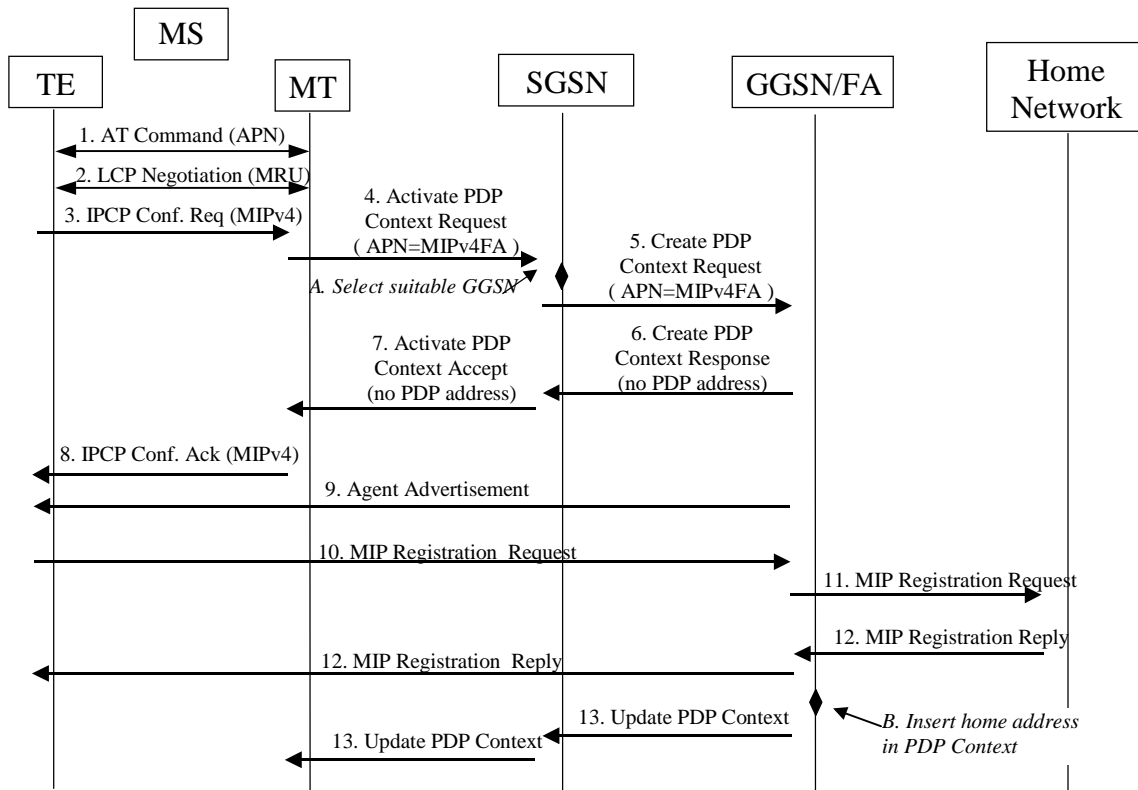 MS
TE
MT
SGSN
GGSN/FA
Home
Network
1. AT Command (APN)
2. LCP Negotiation (MRU)
3. IPCP Conf. Req (MIPv4)
4. Activate PDP
Context Request
( APN=MIPv4FA )
A. Select suitable GGSN
5. Create PDP
Context Request
( APN=MIPv4FA )
6. Create PDP
Context Response
(no PDP address)
7. Activate PDP
Context Accept
(no PDP address)
8. IPCP Conf. Ack (MIPv4)
9. Agent Advertisement
10. MIP Registration Request
11. MIP Registration Request
12. MIP Registration Reply
12. MIP Registration Reply
B. Insert home address
in PDP Context
13. Update PDP Context
13. Update PDP Context